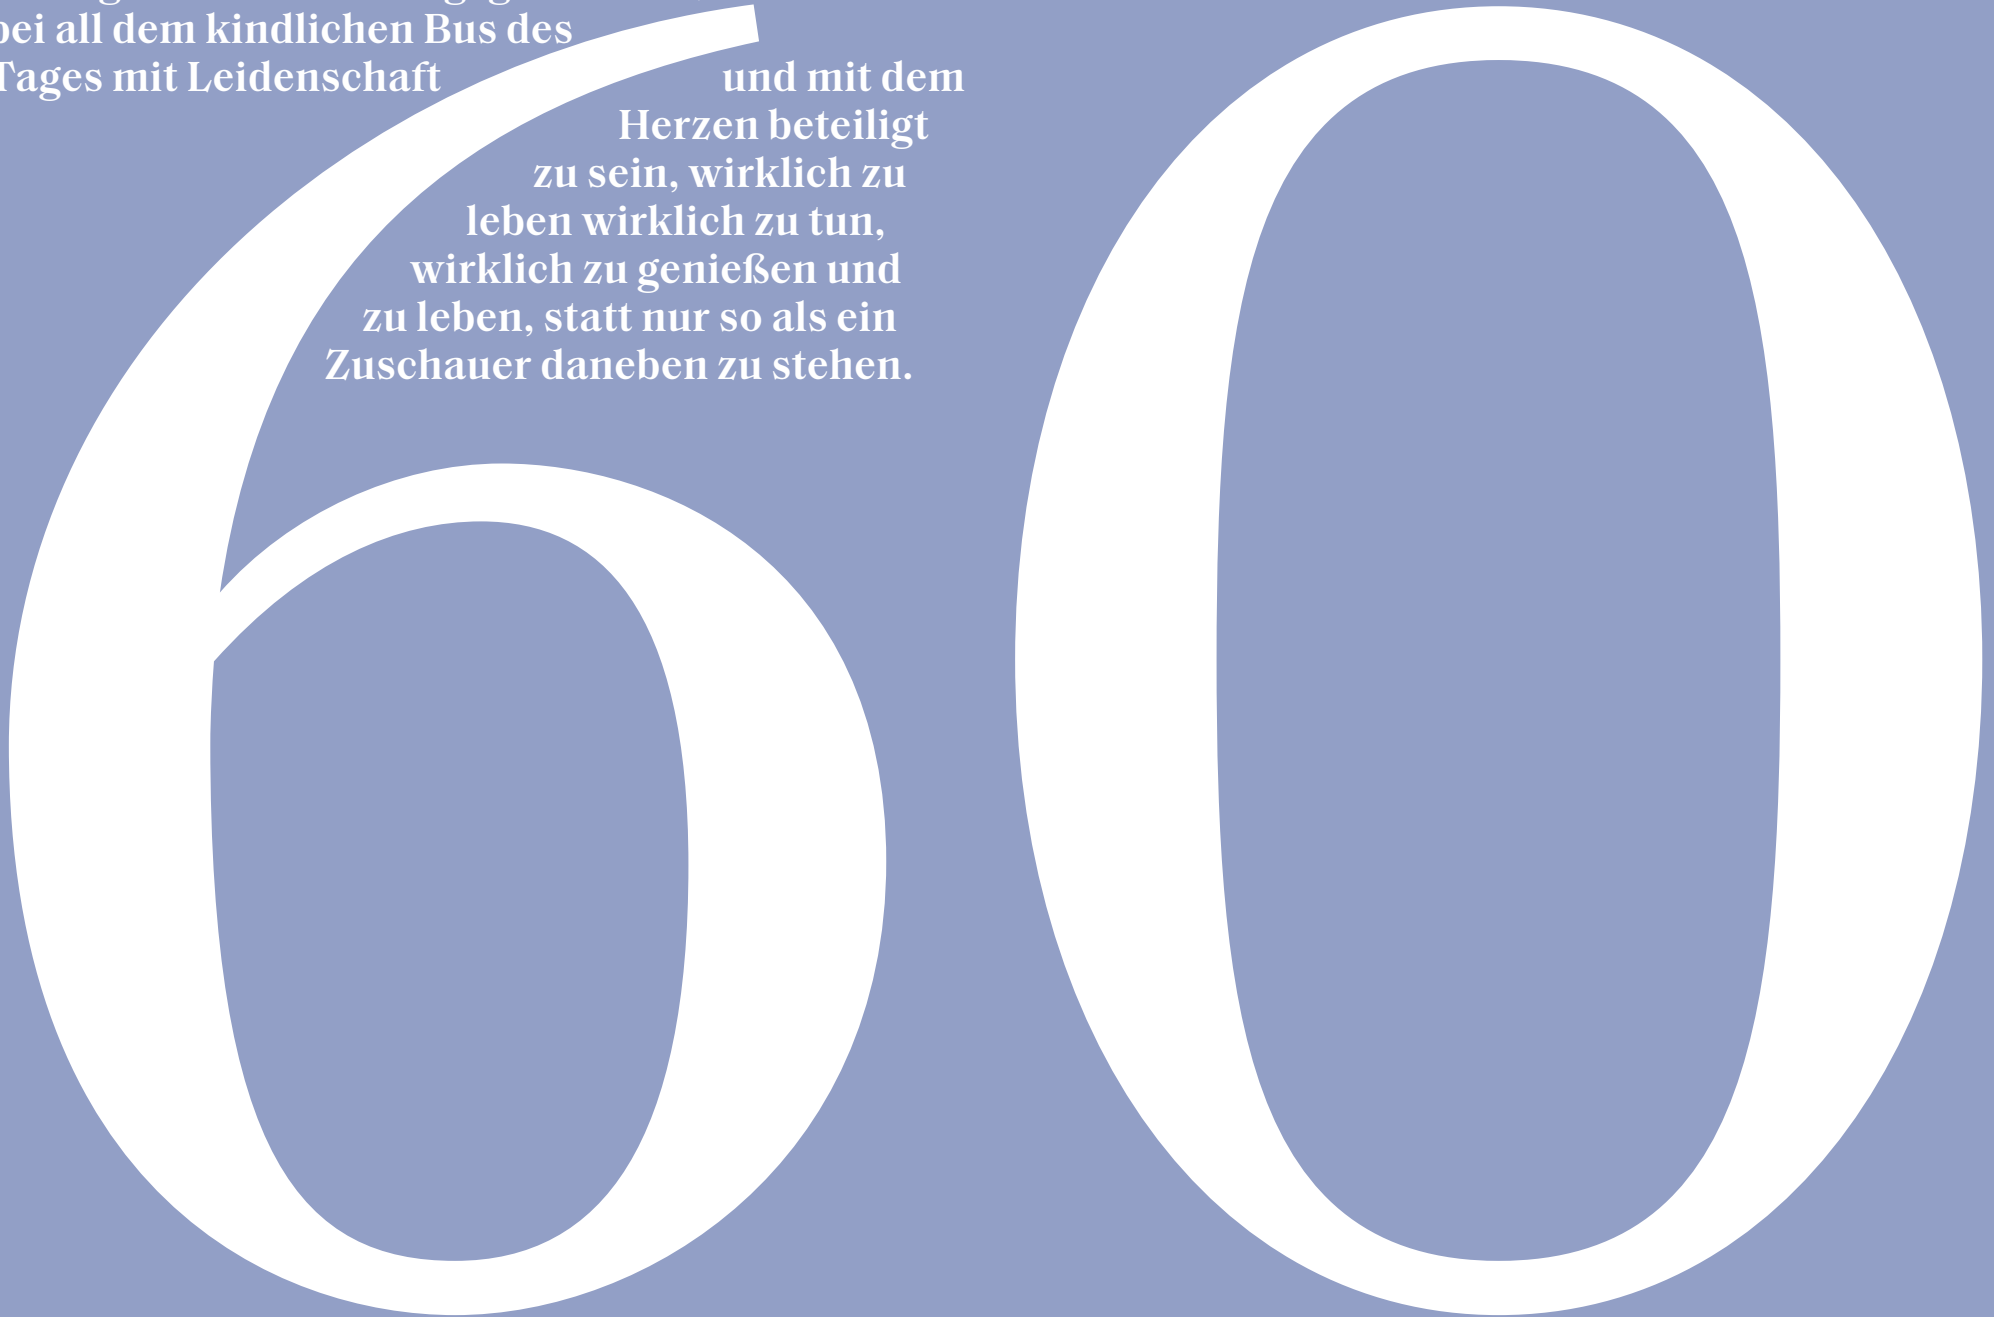 bei all dem kindlichen Bus des
Tages mit Leidenschaft und mit dem
Herzen beteiligt
zu sein, wirklich zu
leben wirklich zu tun,
wirklich zu genießen und
zu leben, statt nur so als ein
Zuschauer daneben zu stehen.
60